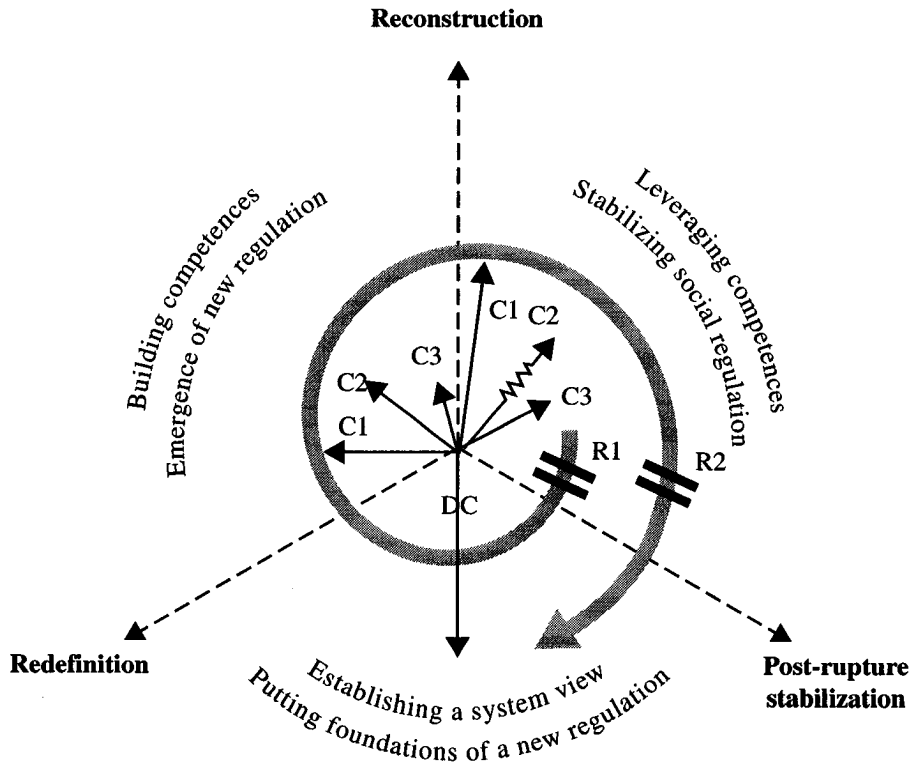 Reconstruction
Building competences
Emergence of new regulation
Leveraging competences
Stabilizing social regulation
C1
C2
C3
C2
C3
C1
R1
R2
DC
Redefinition
Post-rupture
stabilization
Establishing a system view
Putting foundations of a new regulation